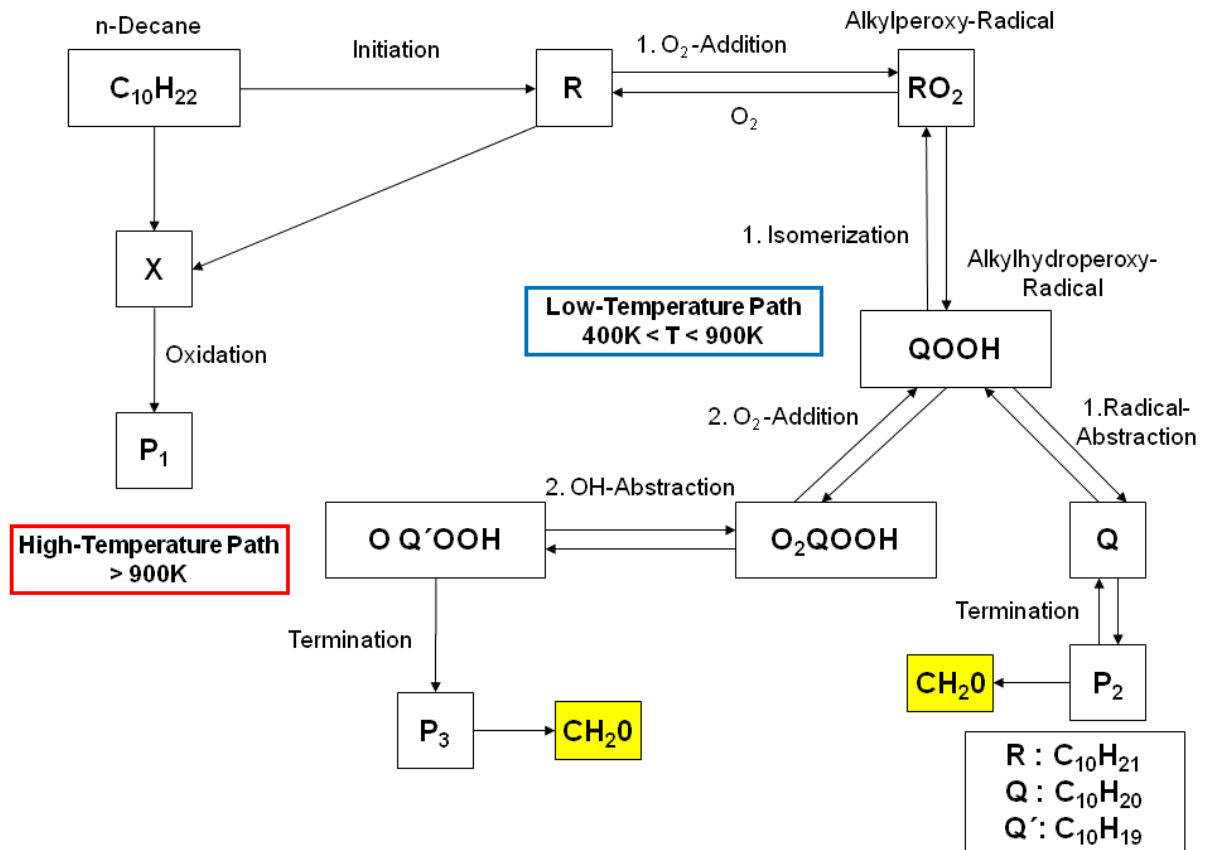 n-Decane
Alkylperoxy-Radical
Initiation
1. O₂-Addition
C₁₀H₂₂
R
RO₂
O₂
1. Isomerization
X
Alkylhydroperoxy-
Radical
Low-Temperature Path
400K < T < 900K
QOOH
Oxidation
2. O₂-Addition
1.Radical-
Abstraction
P₁
2. OH-Abstraction
High-Temperature Path
> 900K
O Q´OOH
O₂QOOH
Q
Termination
Termination
CH₂0
P₂
P₃
CH₂0
R : C₁₀H₂₁
Q : C₁₀H₂₀
Q´: C₁₀H₁₉